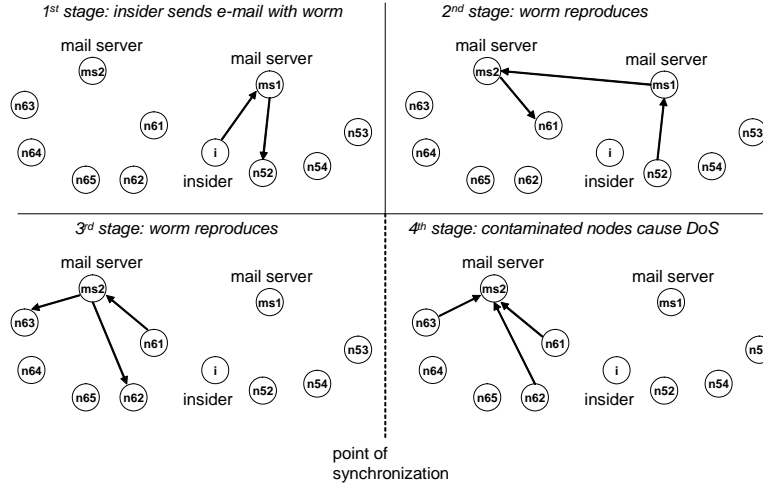 1st stage: insider sends e-mail with worm
mail server
ms2
mail server
ms1
n63
n61
n53
n64
i
n54
n65
n62
insider
n52
2nd stage: worm reproduces
mail server
ms2
mail server
ms1
n63
n61
n53
n64
i
n54
n65
n62
insider
n52
3rd stage: worm reproduces
mail server
ms2
mail server
ms1
n63
n61
n53
n64
i
n54
n65
n62
insider
n52
4th stage: contaminated nodes cause DoS
mail server
ms2
mail server
ms1
n63
n61
n5
n64
i
n54
n65
n62
insider
n52
point of
synchronization